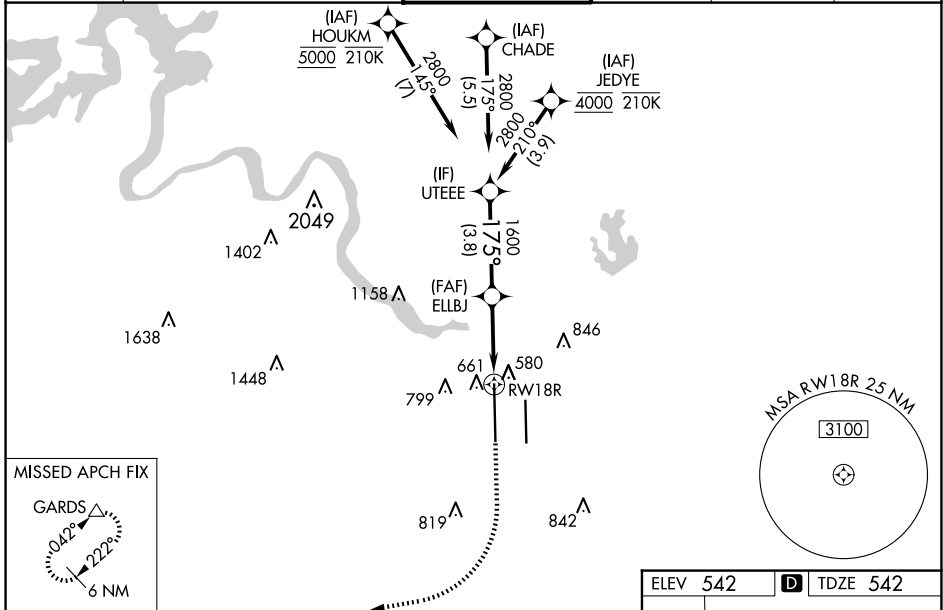 (IAF)
HOUKM
5000 210K
2800
145°
(7)
(IAF)
CHADE
2800
175°
(5.5)
(IAF)
JEDYE
4000 210K
2800
210°
(3.9)
(IF)
UTEEE
1600
175°
(3.8)
(FAF)
ELLBJ
2049
1402
1158
1638
1448
846
661
580
799
RW18R
819
842
MSA RW18R 25 NM
3100
MISSED APCH FIX
GARDS
042°
222°
6 NM
ELEV 542 D TDZE 542